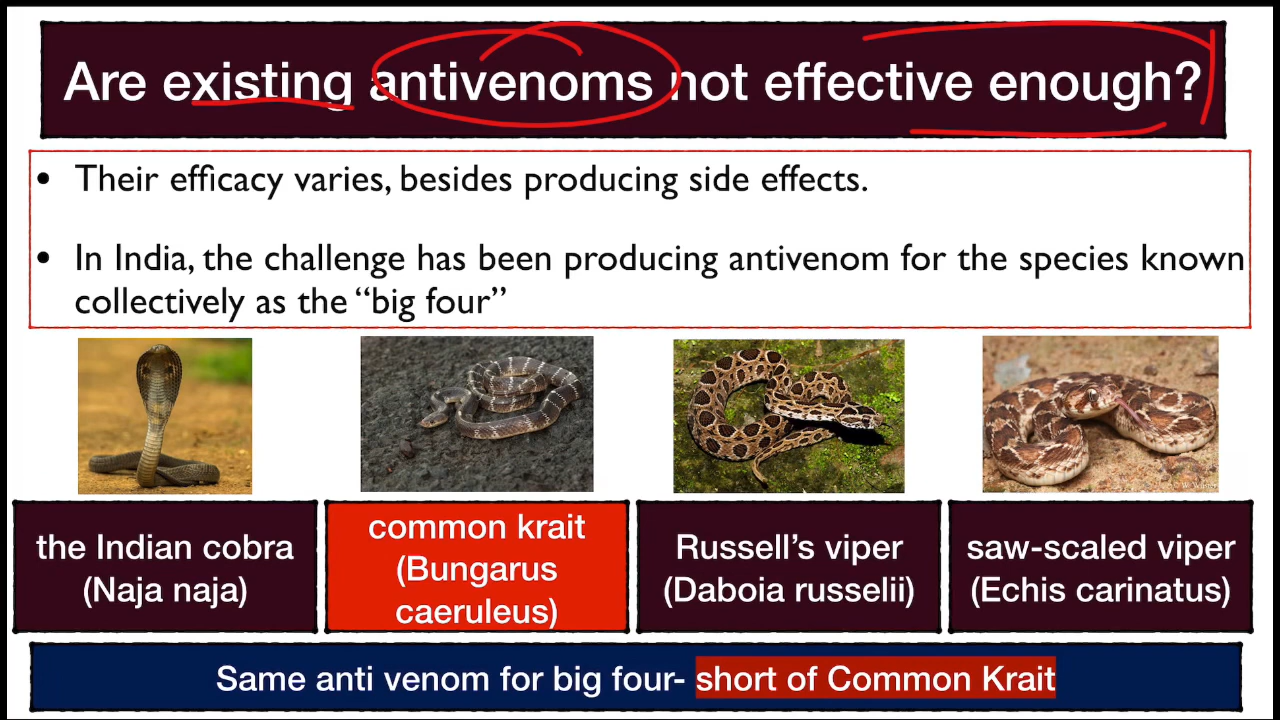 Are existing antivenoms not effective enough?
• Their efficacy varies, besides producing side effects.
• In India, the challenge has been producing antivenom for the species known
collectively as the “big four”
the Indian cobra
(Naja naja)
common krait
(Bungarus
caeruleus)
Russell’s viper
(Daboia russelii)
saw-scaled viper
(Echis carinatus)
Same anti venom for big four- short of Common Krait